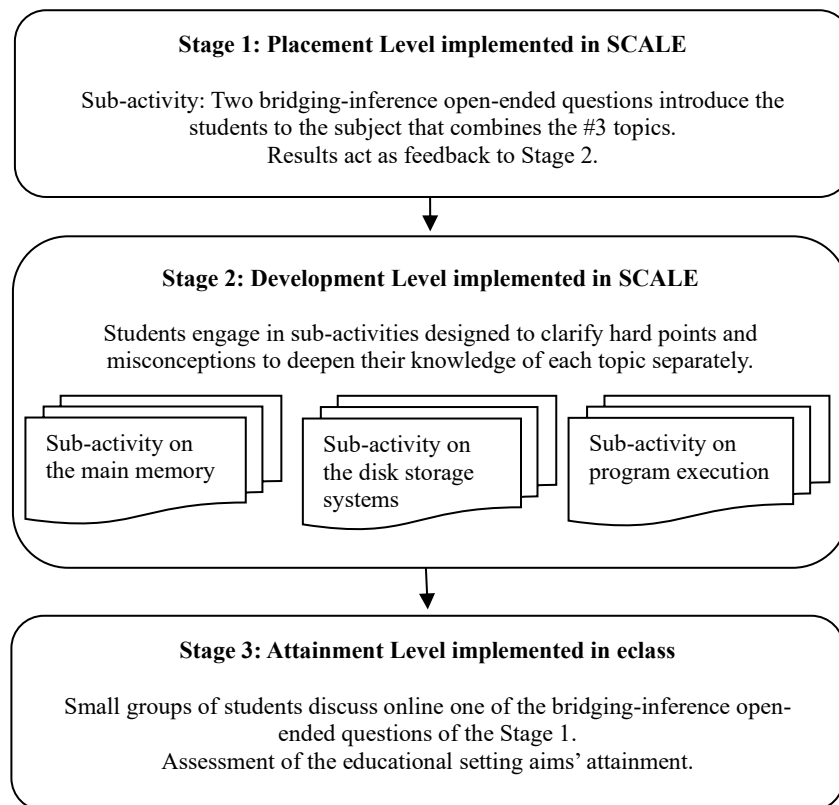 Stage 1: Placement Level implemented in SCALE
Sub-activity: Two bridging-inference open-ended questions introduce the
students to the subject that combines the #3 topics.
Results act as feedback to Stage 2.
Stage 2: Development Level implemented in SCALE
Students engage in sub-activities designed to clarify hard points and
misconceptions to deepen their knowledge of each topic separately.
Sub-activity on
the main memory
Sub-activity on
the disk storage
systems
Sub-activity on
program execution
Stage 3: Attainment Level implemented in eclass
Small groups of students discuss online one of the bridging-inference open-
ended questions of the Stage 1.
Assessment of the educational setting aims' attainment.